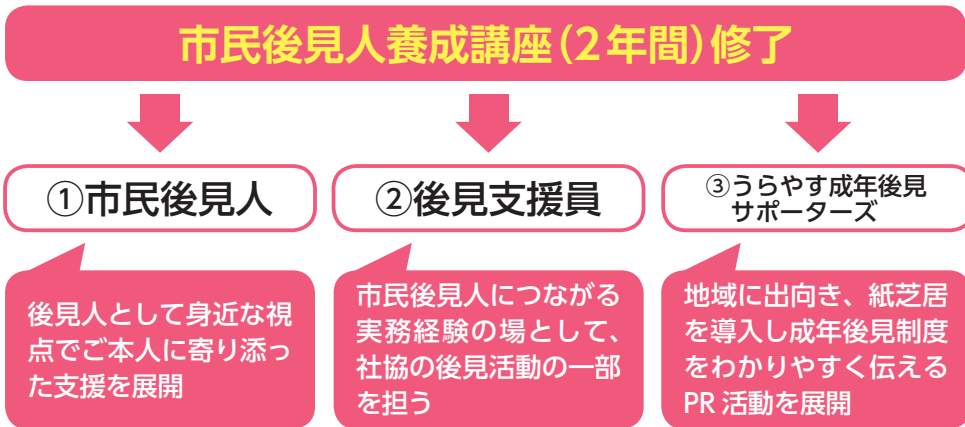 市民後見人養成講座(2年間)修了
①市民後見人
②後見支援員
③うらやす成年後見
サポーターズ
後見人として身近な視
点でご本人に寄り添っ
た支援を展開
市民後見人につながる
実務経験の場として、
社協の後見活動の一部
を担う
地域に出向き、紙芝居
を導入し成年後見制度
をわかりやすく伝える
PR 活動を展開